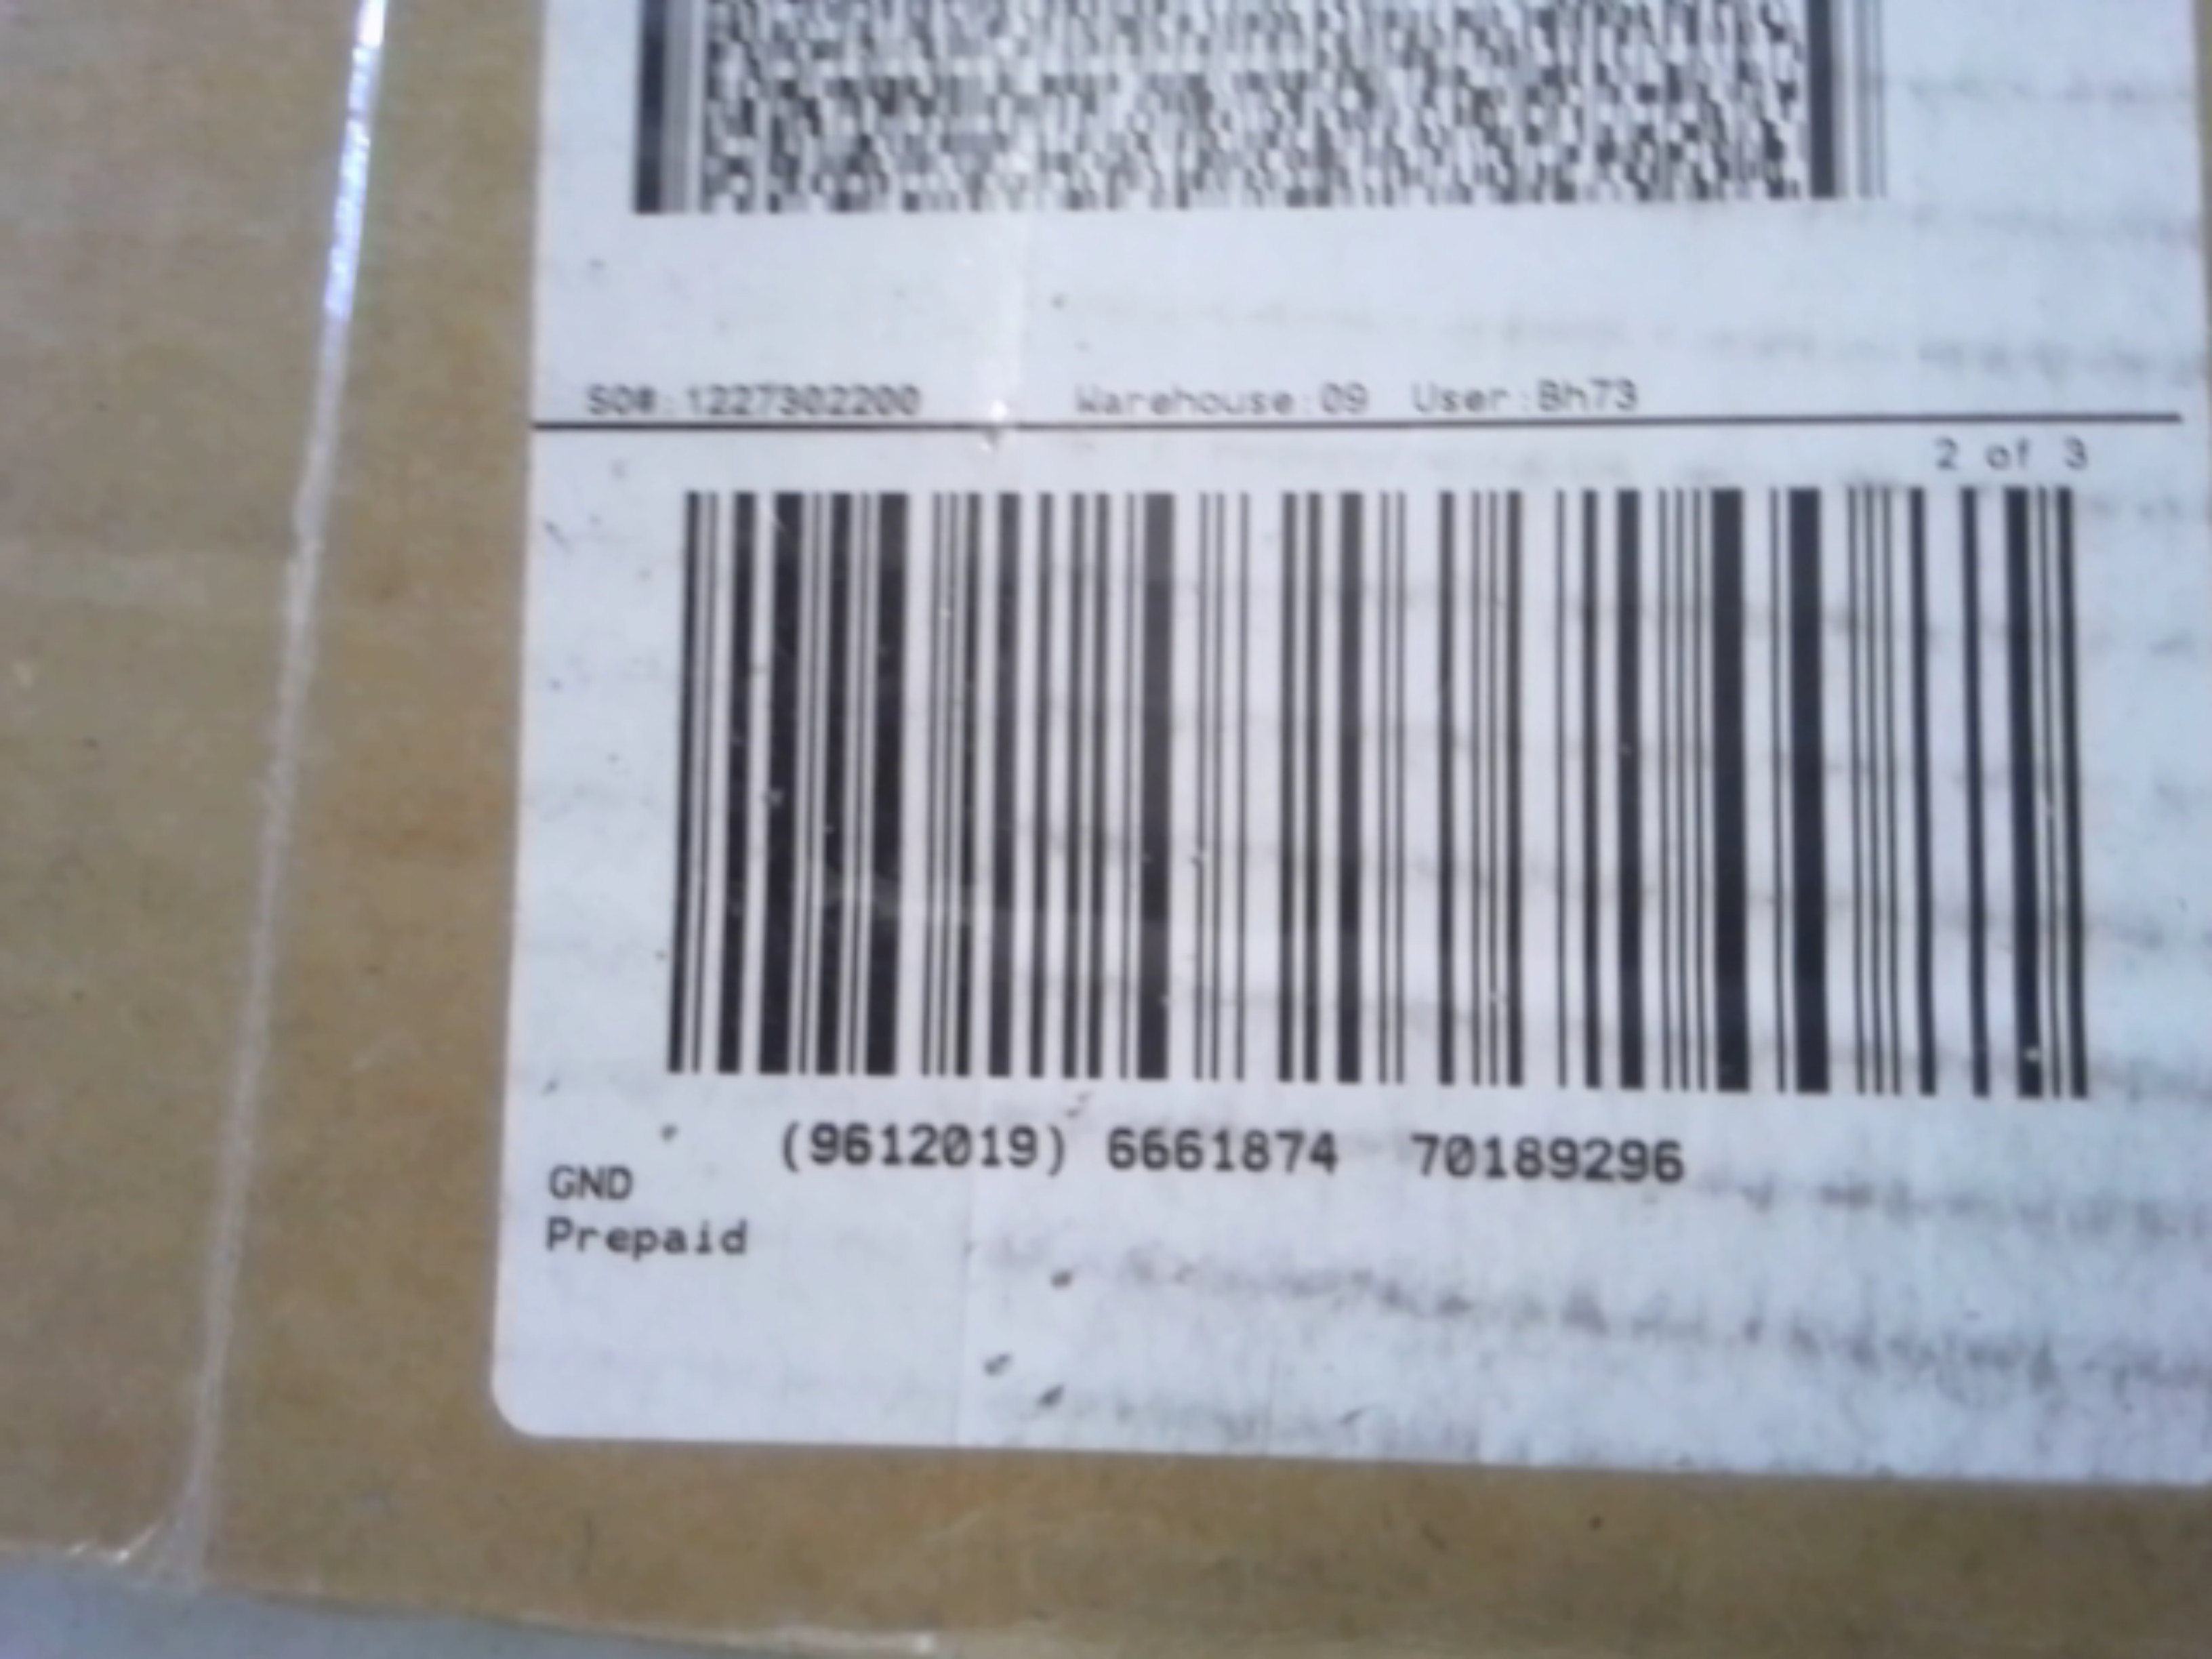 SO#:1227302200 Warehouse:09 User:Bh73
2 of 3
(9612019) 6661874 70189296
GND
Prepaid